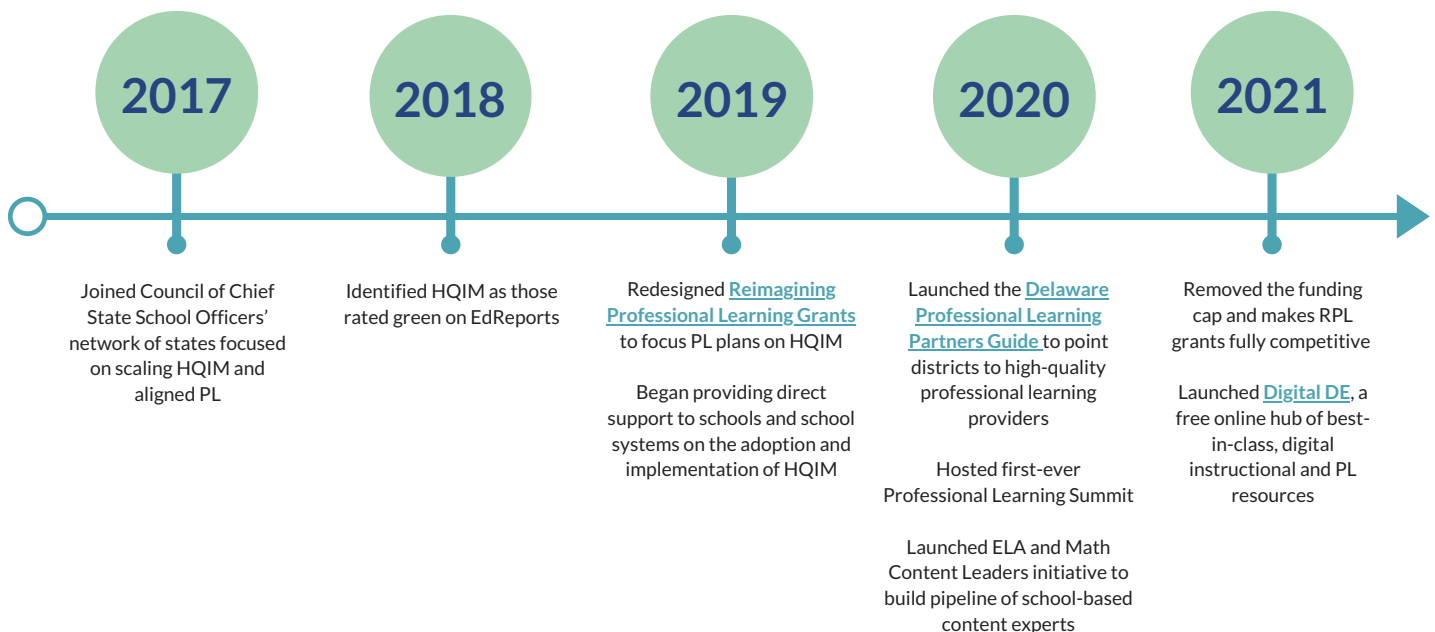 2017
Joined Council of Chief
State School Officers’
network of states focused
on scaling HQIM and
aligned PL
2018
Identified HQIM as those
rated green on EdReports
2019
Redesigned Reimagining
Professional Learning Grants
to focus PL plans on HQIM
Began providing direct
support to schools and school
systems on the adoption and
implementation of HQIM
2020
Launched the Delaware
Professional Learning
Partners Guide to point
districts to high-quality
professional learning
providers
Hosted first-ever
Professional Learning Summit
Launched ELA and Math
Content Leaders initiative to
build pipeline of school-based
content experts
2021
Removed the funding
cap and makes RPL
grants fully competitive
Launched Digital DE, a
free online hub of best-
in-class, digital
instructional and PL
resources